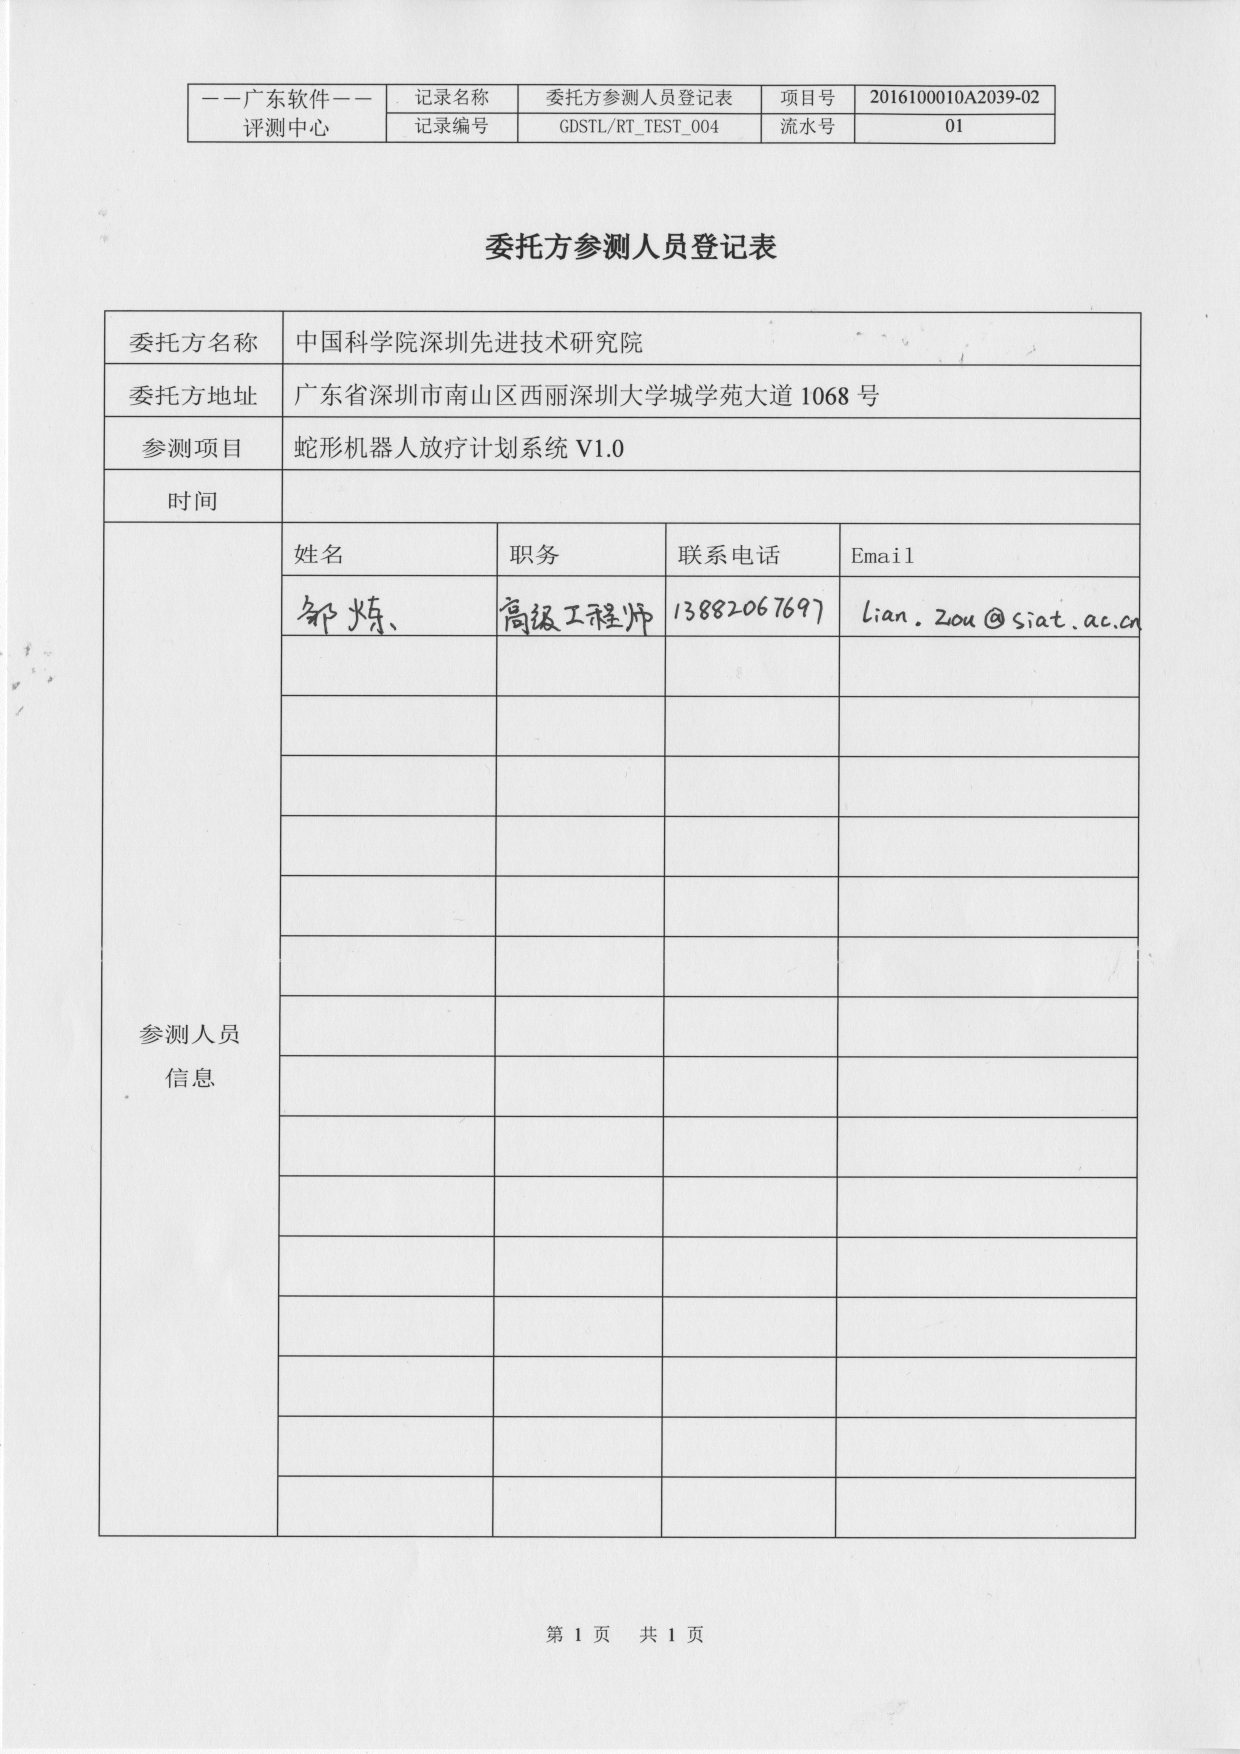 －－广东软件－－ 记录名称 委托方参测人员登记表 项目号 2016100010A2039-02
评测中心 记录编号 GDSTL/RT_TEST_004 流水号 01
委托方参测人员登记表
委托方名称 中国科学院深圳先进技术研究院
委托方地址 广东省深圳市南山区西丽深圳大学城学苑大道 1068 号
参测项目 蛇形机器人放疗计划系统 V1.0
时间
姓名 职务 联系电话 Email
邹炼 高级工程师 13882067697 lian.zou@siat.ac.cn
参测人员
信息
第 1 页 共 1 页